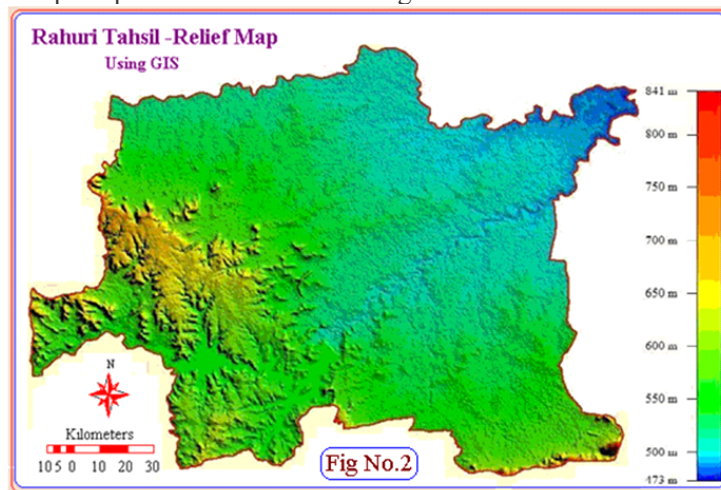 Rahuri Tahsil -Relief Map
Using GIS
841 m
800 m
750 m
700 m
650 m
600 m
550 m
500 m
473 m
N
Kilometers
10 5 0 10 20 30
Fig No.2